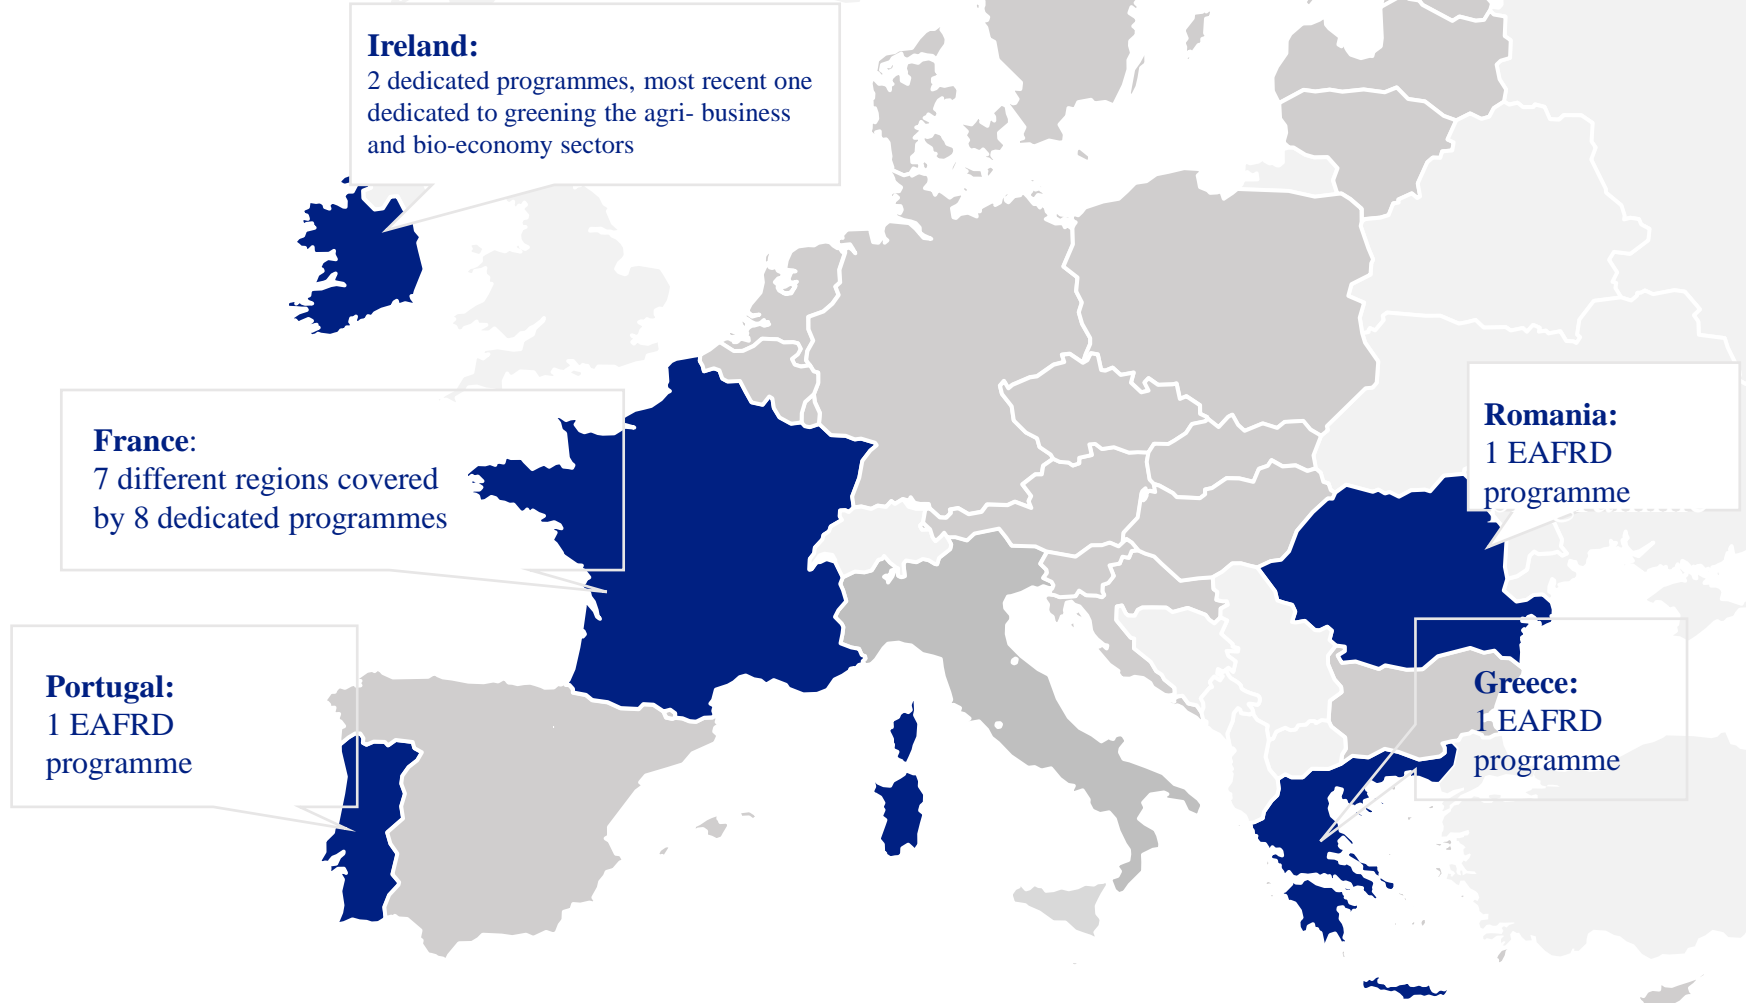 Ireland:
2 dedicated programmes, most recent one
dedicated to greening the agri- business
and bio-economy sectors
France:
7 different regions covered
by 8 dedicated programmes
Romania:
1 EAFRD
programme
Portugal:
1 EAFRD
programme
Greece:
1 EAFRD
programme